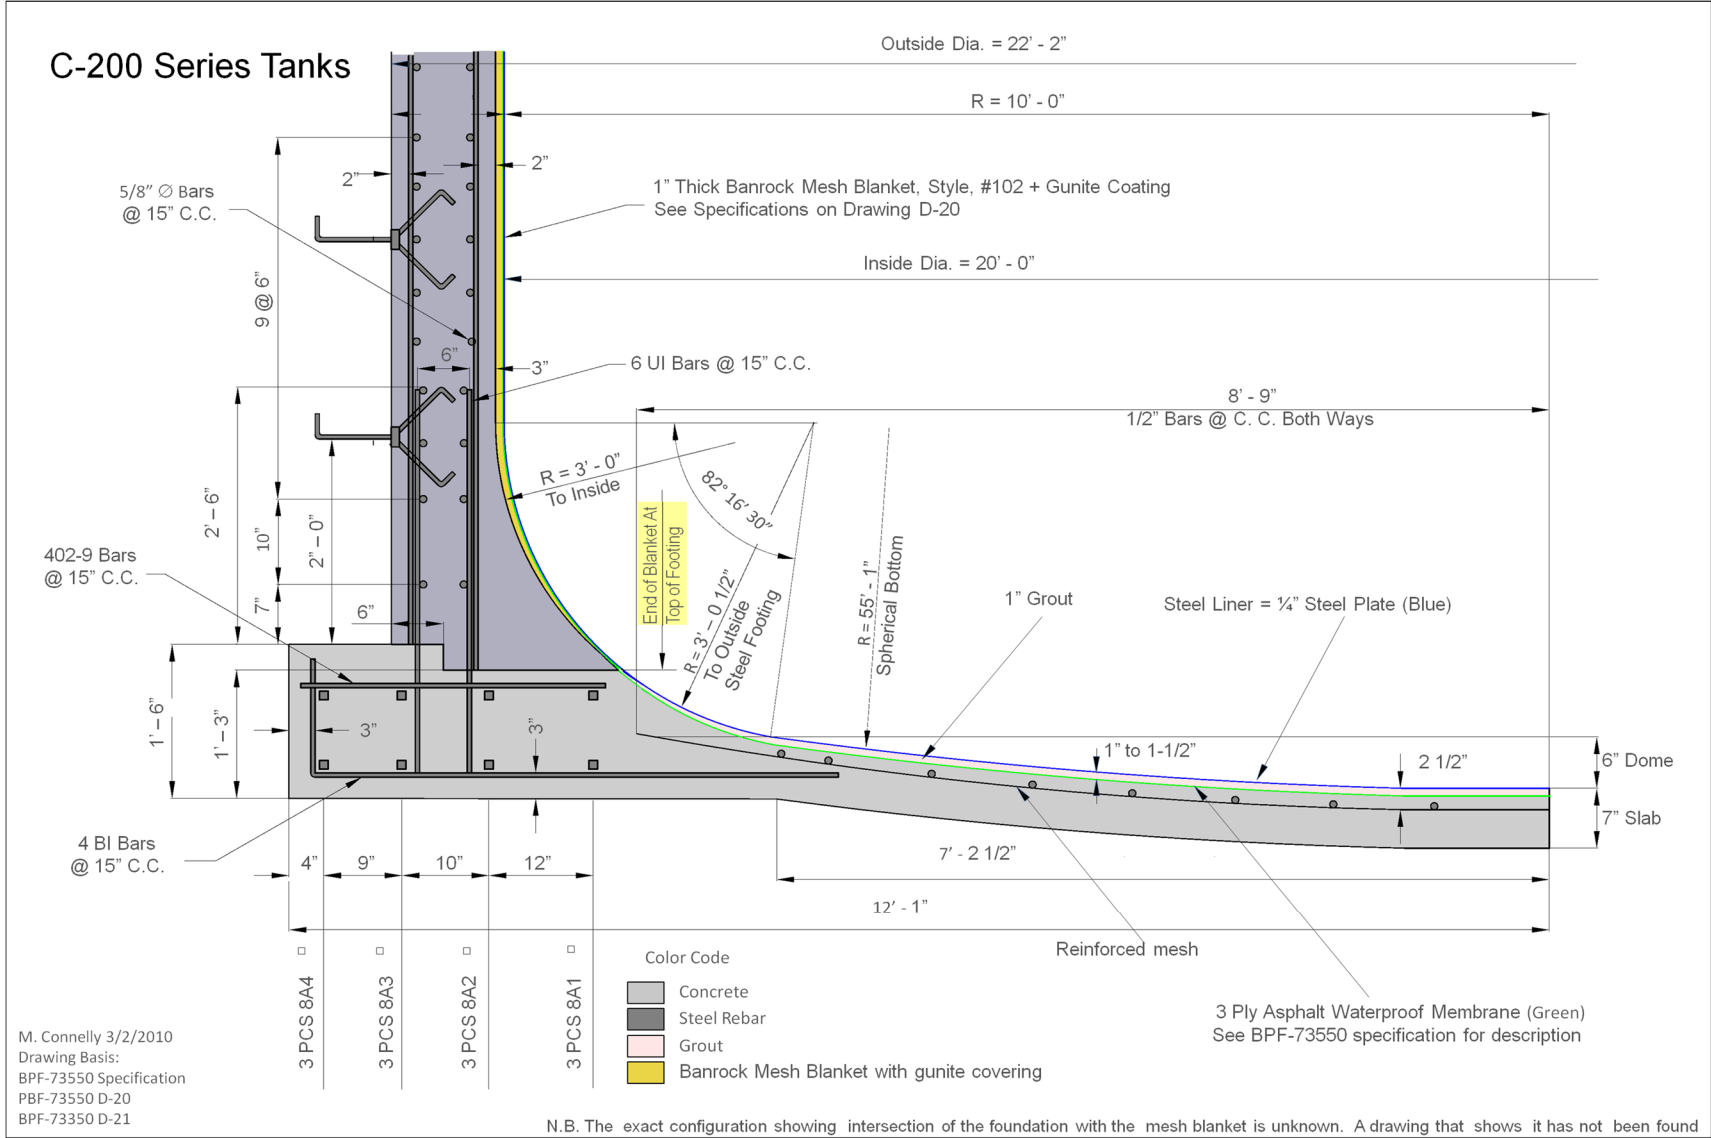 C-200 Series Tanks
Outside Dia. = 22' - 2"
R = 10' - 0"
2"
2"
5/8" ∅ Bars
@ 15" C.C.
1" Thick Banrock Mesh Blanket, Style, #102 + Gunite Coating
See Specifications on Drawing D-20
Inside Dia. = 20' - 0"
9 @ 6"
6"
3"
6 UI Bars @ 15" C.C.
8' - 9"
1/2" Bars @ C. C. Both Ways
R = 3' - 0"
To Inside
82° 16' 30"
2' – 6"
10"
2" – 0"
7"
6"
End of Blanket At
Top of Footing
R = 3' – 0 1/2"
To Outside
Steel Footing
R = 55' - 1"
Spherical Bottom
402-9 Bars
@ 15" C.C.
1" Grout
Steel Liner = ¼" Steel Plate (Blue)
1' – 6"
1' – 3"
3"
3"
1" to 1-1/2"
2 1/2"
6" Dome
7" Slab
4 BI Bars
@ 15" C.C.
4"
9"
10"
12"
7' - 2 1/2"
12' - 1"
Reinforced mesh
3 PCS 8A4
3 PCS 8A3
3 PCS 8A2
3 PCS 8A1
Color Code
Concrete
Steel Rebar
Grout
Banrock Mesh Blanket with gunite covering
3 Ply Asphalt Waterproof Membrane (Green)
See BPF-73550 specification for description
M. Connelly 3/2/2010
Drawing Basis:
BPF-73550 Specification
PBF-73550 D-20
BPF-73350 D-21
N.B. The exact configuration showing intersection of the foundation with the mesh blanket is unknown. A drawing that shows it has not been found